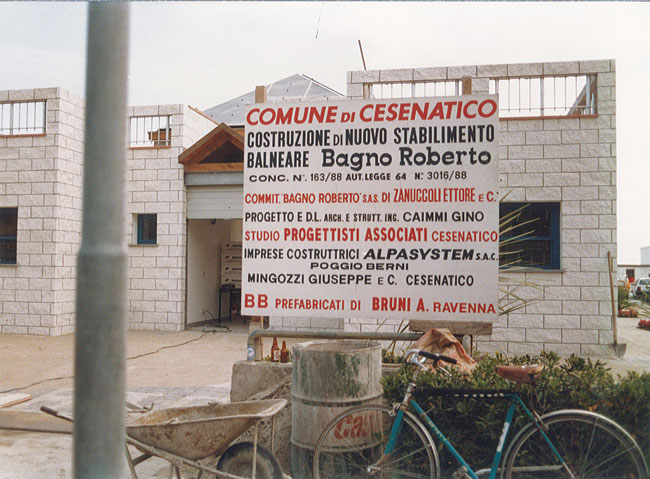 COMUNE DI CESENATICO
COSTRUZIONE DI NUOVO STABILIMENTO
BALNEARE Bagno Roberto
CONC. N° 163/88 AUT. LEGGE 64 N° 3016/88
COMMIT. "BAGNO ROBERTO" S.A.S. DI ZANUCCOLI ETTORE E C.
PROGETTO E D.L. ARCH. E STRUTT. ING. CAIMMI GINO
STUDIO PROGETTISTI ASSOCIATI CESENATICO
IMPRESE COSTRUTTRICI ALPASYSTEM S.A.C.
POGGIO BERNI
MINGOZZI GIUSEPPE E C. CESENATICO
BB PREFABRICATI DI BRUNI A. RAVENNA